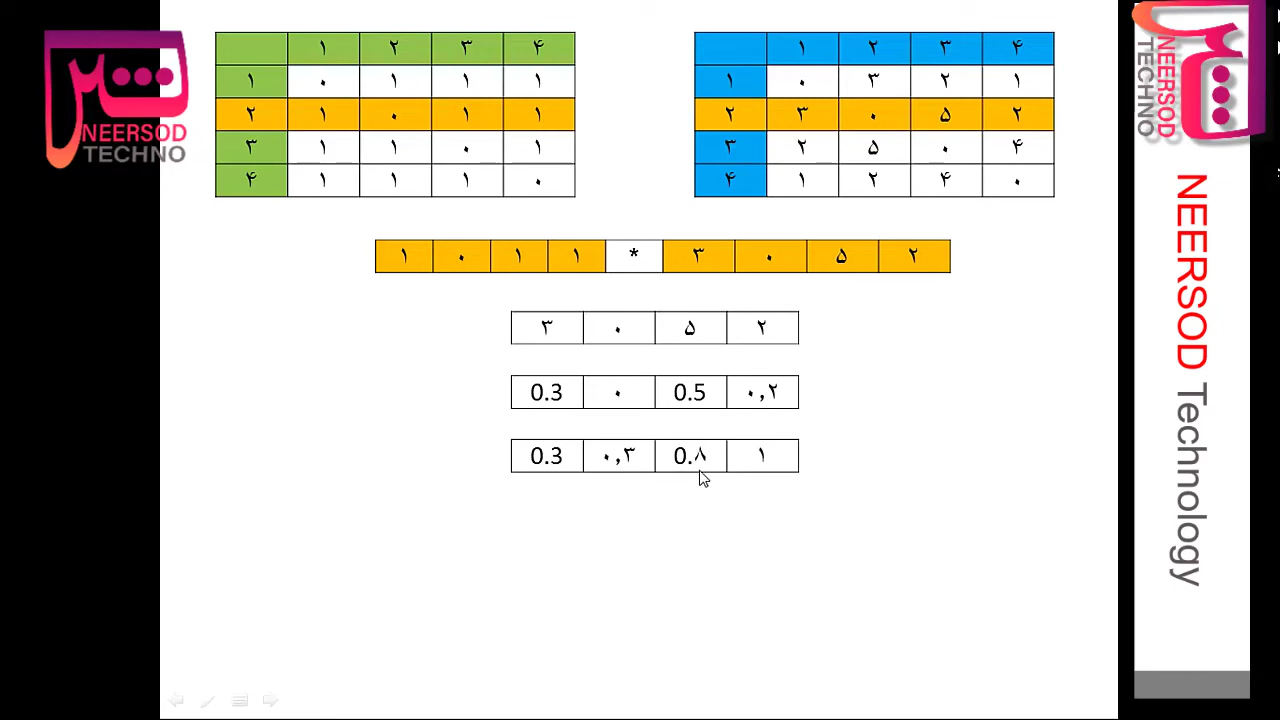 ۱ ۲ ۳ ۴
۱ ۰ ۱ ۱ ۱
۲ ۱ ۰ ۱ ۱
۳ ۱ ۱ ۰ ۱
۴ ۱ ۱ ۱ ۰
۱ ۲ ۳ ۴
۱ ۰ ۳ ۲ ۱
۲ ۳ ۰ ۵ ۲
۳ ۲ ۵ ۰ ۴
۴ ۱ ۲ ۴ ۰
۱ ۰ ۱ ۱ * ۳ ۰ ۵ ۲
۳ ۰ ۵ ۲
0.3 ۰ 0.5 ۰,۲
0.3 ۰,۳ 0.۸ ۱
NEERSOD
TECHNO
NEERSOD
TECHNO
NEERSOD Technology